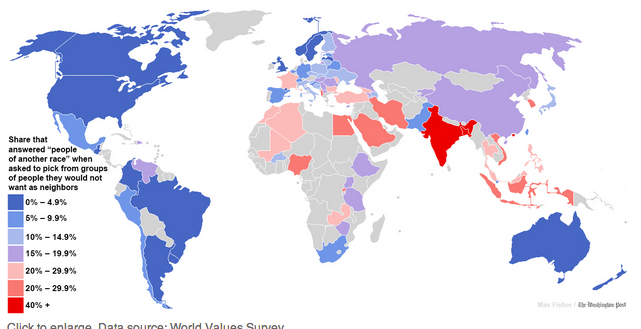 Share that
answered "people
of another race" when
asked to pick from groups
of people they would not
want as neighbors
0% – 4.9%
5% – 9.9%
10% – 14.9%
15% – 19.9%
20% – 29.9%
20% – 29.9%
40% +
Max Fisher / The Washington Post
Click to enlarge. Data source: World Values Survey